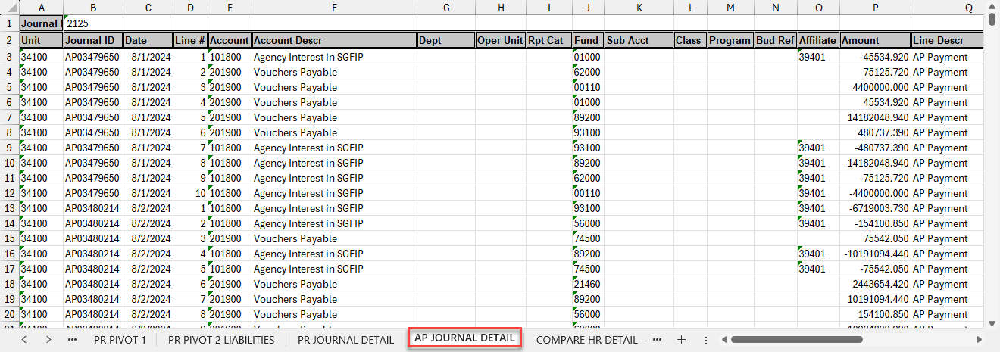 A B C D E F G H I J K L M N O P Q
1 Journal 2125
2 Unit Journal ID Date Line # Account Account Descr Dept Oper Unit Rpt Cat Fund Sub Acct Class Program Bud Ref Affiliate Amount Line Descr
3 34100 AP03479650 8/1/2024 1 101800 Agency Interest in SGFIP 01000 39401 -45534.920 AP Payment
4 34100 AP03479650 8/1/2024 2 201900 Vouchers Payable 62000 75125.720 AP Payment
5 34100 AP03479650 8/1/2024 3 201900 Vouchers Payable 00110 4400000.000 AP Payment
6 34100 AP03479650 8/1/2024 4 201900 Vouchers Payable 01000 45534.920 AP Payment
7 34100 AP03479650 8/1/2024 5 201900 Vouchers Payable 89200 14182048.940 AP Payment
8 34100 AP03479650 8/1/2024 6 201900 Vouchers Payable 93100 480737.390 AP Payment
9 34100 AP03479650 8/1/2024 7 101800 Agency Interest in SGFIP 93100 39401 -480737.390 AP Payment
10 34100 AP03479650 8/1/2024 8 101800 Agency Interest in SGFIP 89200 39401 -14182048.940 AP Payment
11 34100 AP03479650 8/1/2024 9 101800 Agency Interest in SGFIP 62000 39401 -75125.720 AP Payment
12 34100 AP03479650 8/1/2024 10 101800 Agency Interest in SGFIP 00110 39401 -4400000.000 AP Payment
13 34100 AP03480214 8/2/2024 1 101800 Agency Interest in SGFIP 93100 39401 -6719003.730 AP Payment
14 34100 AP03480214 8/2/2024 2 101800 Agency Interest in SGFIP 56000 39401 -154100.850 AP Payment
15 34100 AP03480214 8/2/2024 3 201900 Vouchers Payable 74500 75542.050 AP Payment
16 34100 AP03480214 8/2/2024 4 101800 Agency Interest in SGFIP 89200 39401 -10191094.440 AP Payment
17 34100 AP03480214 8/2/2024 5 101800 Agency Interest in SGFIP 74500 39401 -75542.050 AP Payment
18 34100 AP03480214 8/2/2024 6 201900 Vouchers Payable 21460 2443654.420 AP Payment
19 34100 AP03480214 8/2/2024 7 201900 Vouchers Payable 89200 10191094.440 AP Payment
20 34100 AP03480214 8/2/2024 8 201900 Vouchers Payable 56000 154100.850 AP Payment
PR PIVOT 1 PR PIVOT 2 LIABILITIES PR JOURNAL DETAIL AP JOURNAL DETAIL COMPARE HR DETAIL -